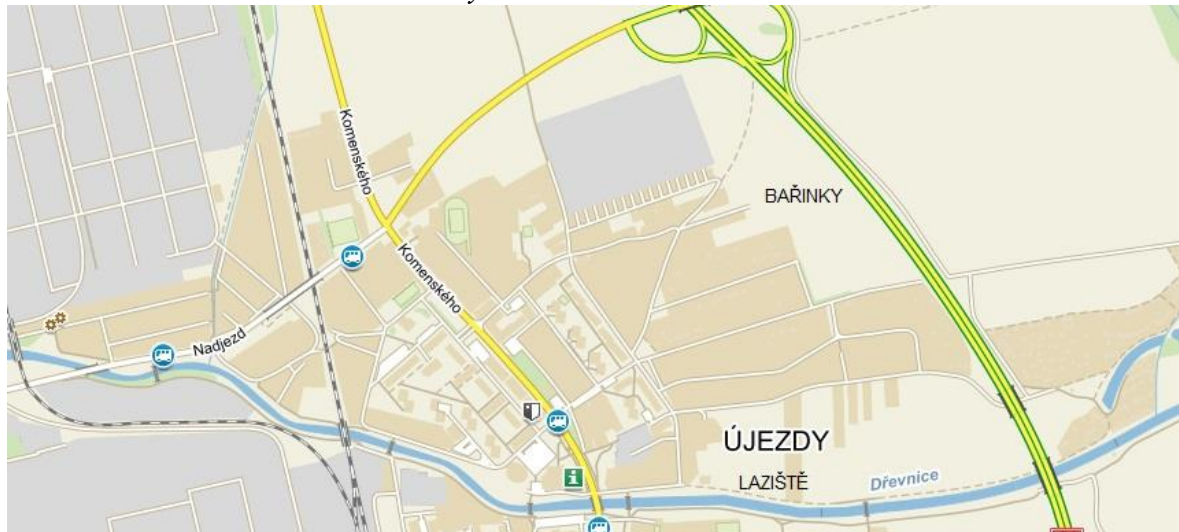 Komenského
BAŘINKY
Komenského
Nadjezd
ÚJEZDY
LAZIŠTĚ
Dřevnice
i